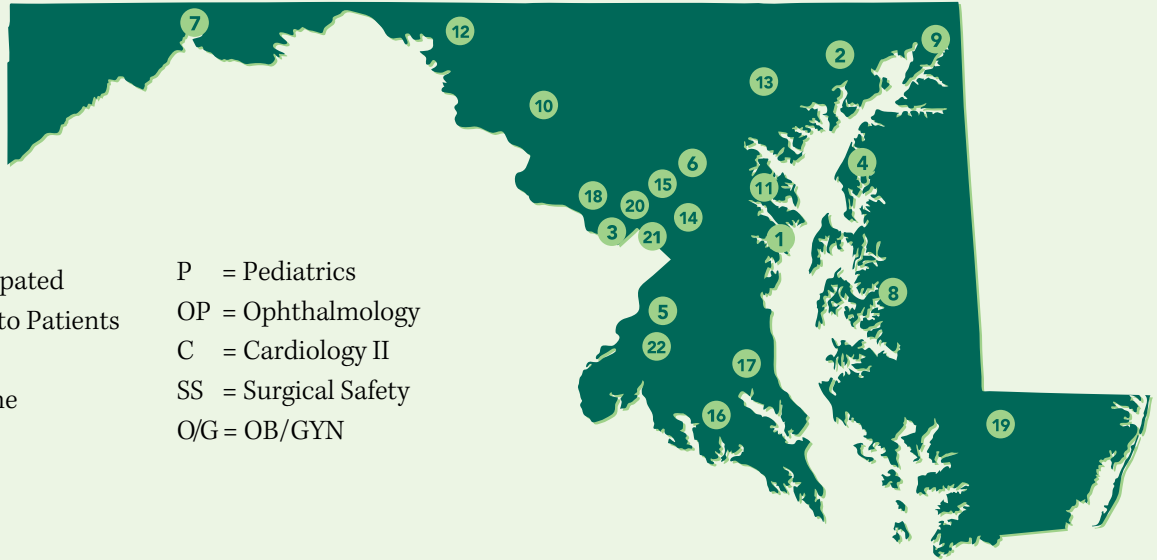 7
12
9
2
13
10
6
4
15
11
18
20
14
3
21
1
pated
to Patients
ne
P = Pediatrics
OP = Ophthalmology
C = Cardiology II
SS = Surgical Safety
O/G = OB/GYN
8
5
22
17
16
19